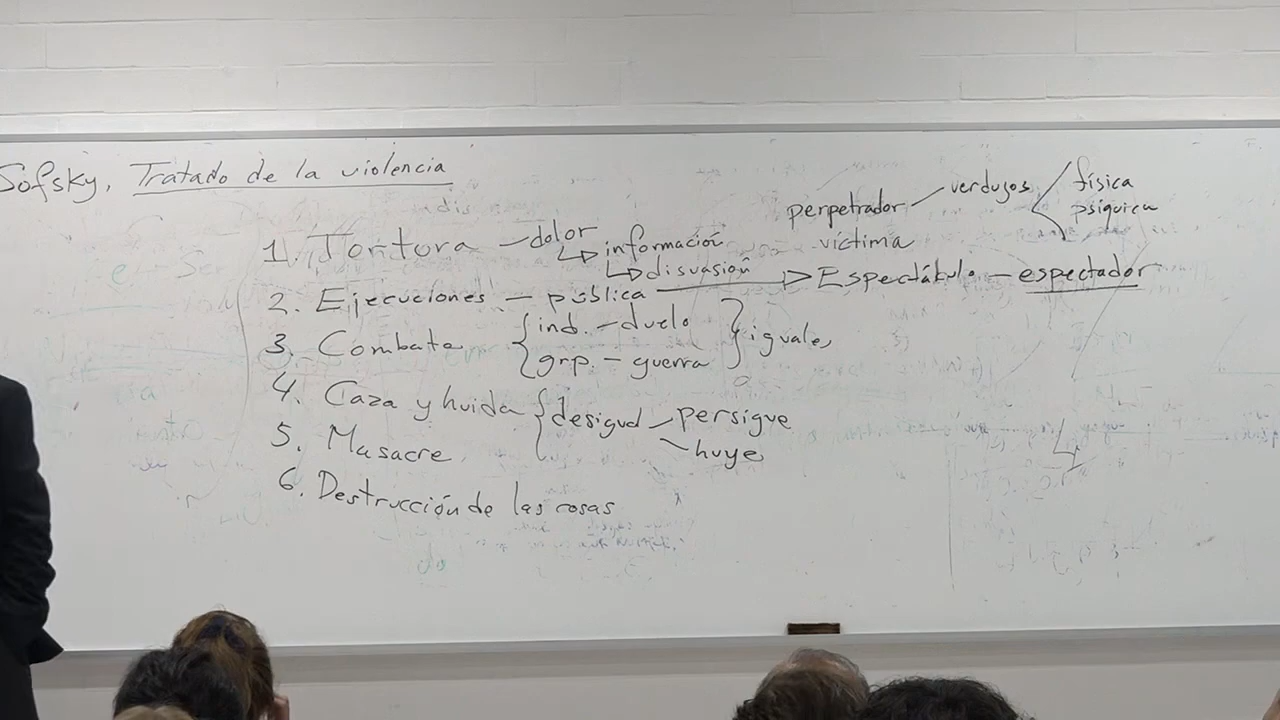 Sofsky, Tratado de la violencia
perpetrador verdugos física
psíquica
víctima
1. Tortura – dolor
información
disuasión Espectáculo – espectador
2. Ejecuciones – pública
3. Combate { ind. – duelo } iguales
grp. – guerra
4. Caza y huida { desigual persigue
huye
5. Masacre
6. Destrucción de las cosas